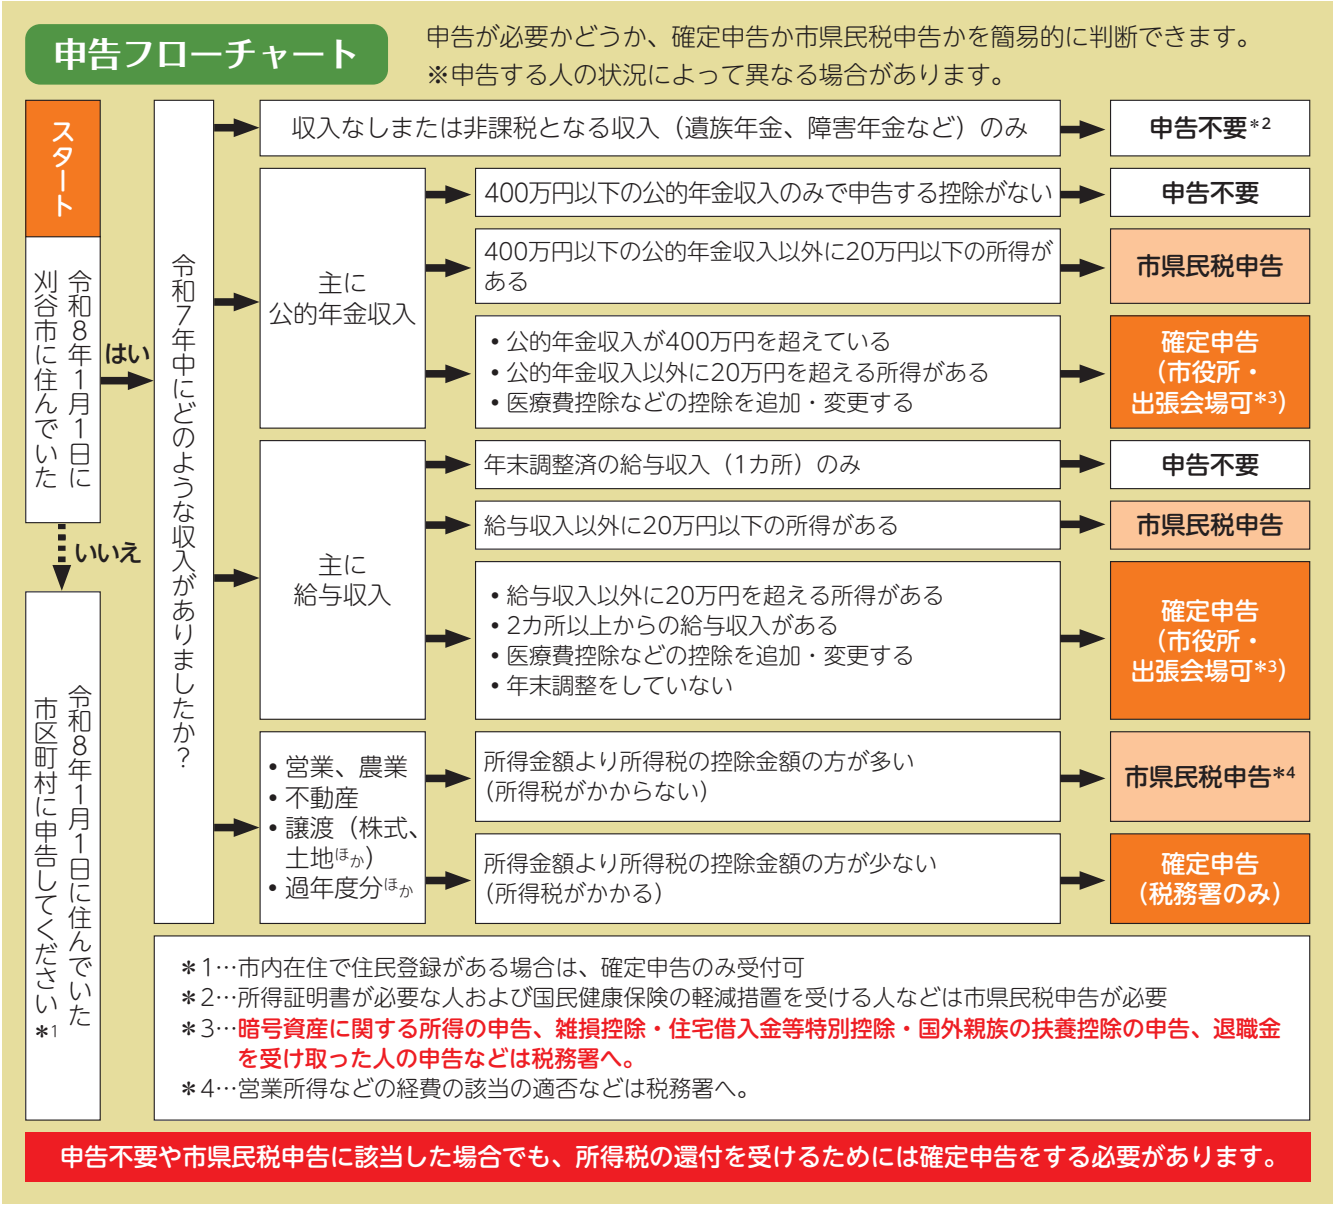 申告フローチャート
申告が必要かどうか、確定申告か市県民税申告かを簡易的に判断できます。
※申告する人の状況によって異なる場合があります。
スタート
令和8年1月1日に
刈谷市に住んでいた
はい
いいえ
令和8年1月1日に住んでいた
市区町村に申告してください*1
令和7年中にどのような収入がありましたか？
収入なしまたは非課税となる収入（遺族年金、障害年金など）のみ
申告不要*2
主に
公的年金収入
400万円以下の公的年金収入のみで申告する控除がない
申告不要
400万円以下の公的年金収入以外に20万円以下の所得が
ある
市県民税申告
•公的年金収入が400万円を超えている
•公的年金収入以外に20万円を超える所得がある
•医療費控除などの控除を追加・変更する
確定申告
（市役所・
出張会場可*3）
主に
給与収入
年末調整済の給与収入（1カ所）のみ
申告不要
給与収入以外に20万円以下の所得がある
市県民税申告
•給与収入以外に20万円を超える所得がある
•2カ所以上からの給与収入がある
•医療費控除などの控除を追加・変更する
•年末調整をしていない
確定申告
（市役所・
出張会場可*3）
•営業、農業
•不動産
•譲渡（株式、
土地ほか）
•過年度分ほか
所得金額より所得税の控除金額の方が多い
（所得税がかからない）
市県民税申告*4
所得金額より所得税の控除金額の方が少ない
（所得税がかかる）
確定申告
（税務署のみ）
*1…市内在住で住民登録がある場合は、確定申告のみ受付可
*2…所得証明書が必要な人および国民健康保険の軽減措置を受ける人などは市県民税申告が必要
*3…暗号資産に関する所得の申告、雑損控除・住宅借入金等特別控除・国外親族の扶養控除の申告、退職金
を受け取った人の申告などは税務署へ。
*4…営業所得などの経費の該当の適否などは税務署へ。
申告不要や市県民税申告に該当した場合でも、所得税の還付を受けるためには確定申告をする必要があります。